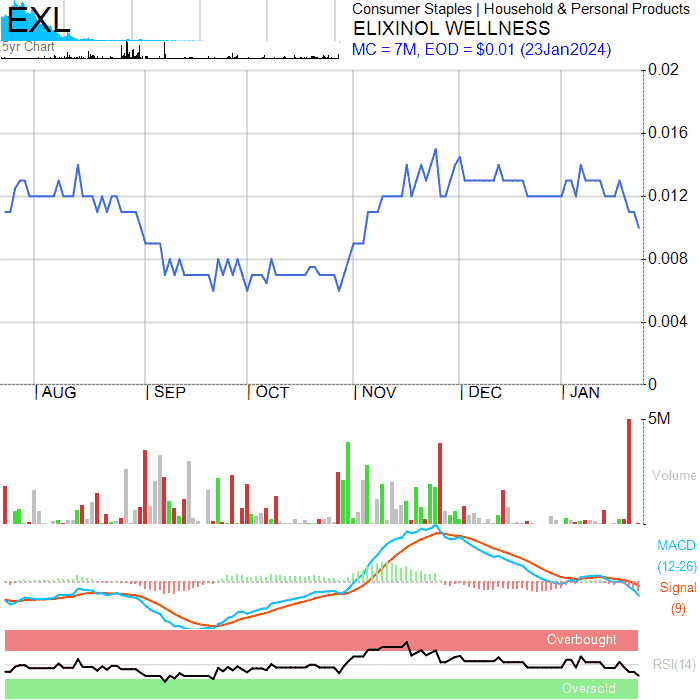 EXL
5yr Chart
Consumer Staples | Household & Personal Products
ELIXINOL WELLNESS
MC = 7M, EOD = $0.01 (23Jan2024)
0.02
0.016
0.012
0.008
0.004
0
AUG SEP OCT NOV DEC JAN
5M
Volume
MACD
(12-26)
Signal
(9)
Overbought
RSI(14)
Oversold